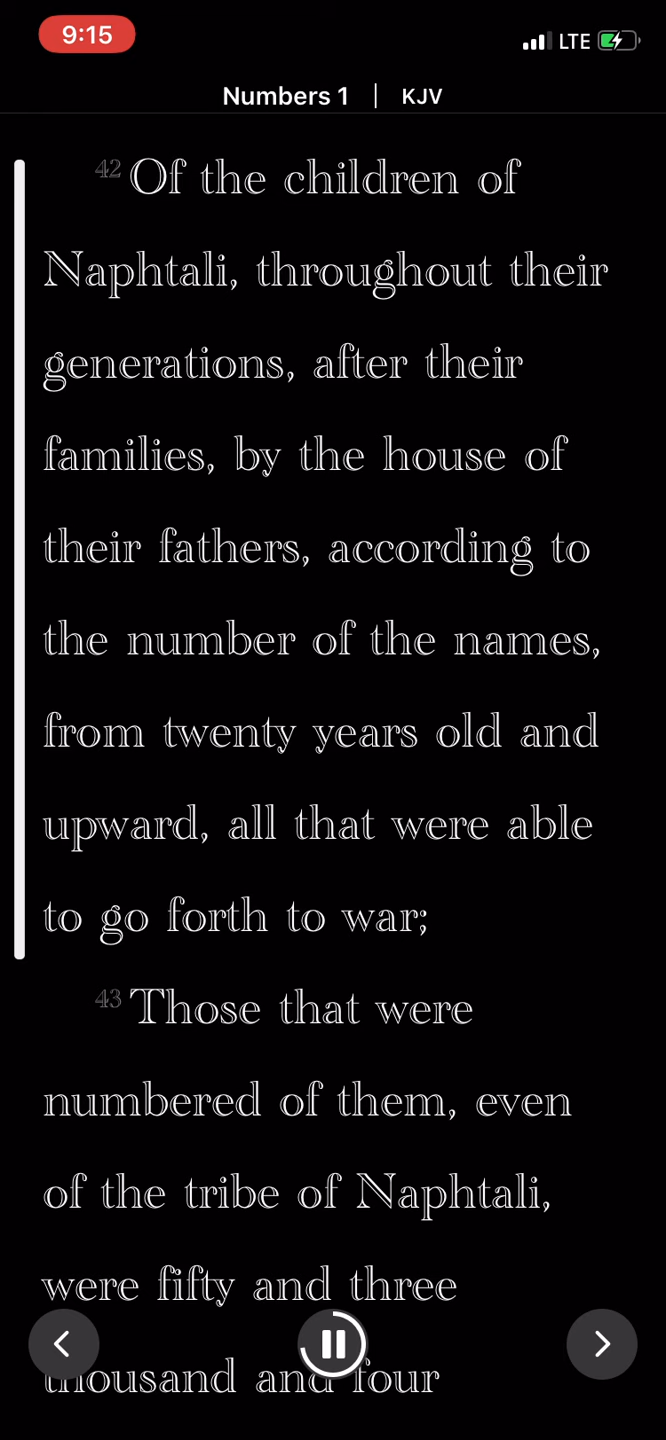 9:15
LTE
Numbers 1 | KJV
42 Of the children of
Naphtali, throughout their
generations, after their
families, by the house of
their fathers, according to
the number of the names,
from twenty years old and
upward, all that were able
to go forth to war;
43 Those that were
numbered of them, even
of the tribe of Naphtali,
were fifty and three
thousand and four